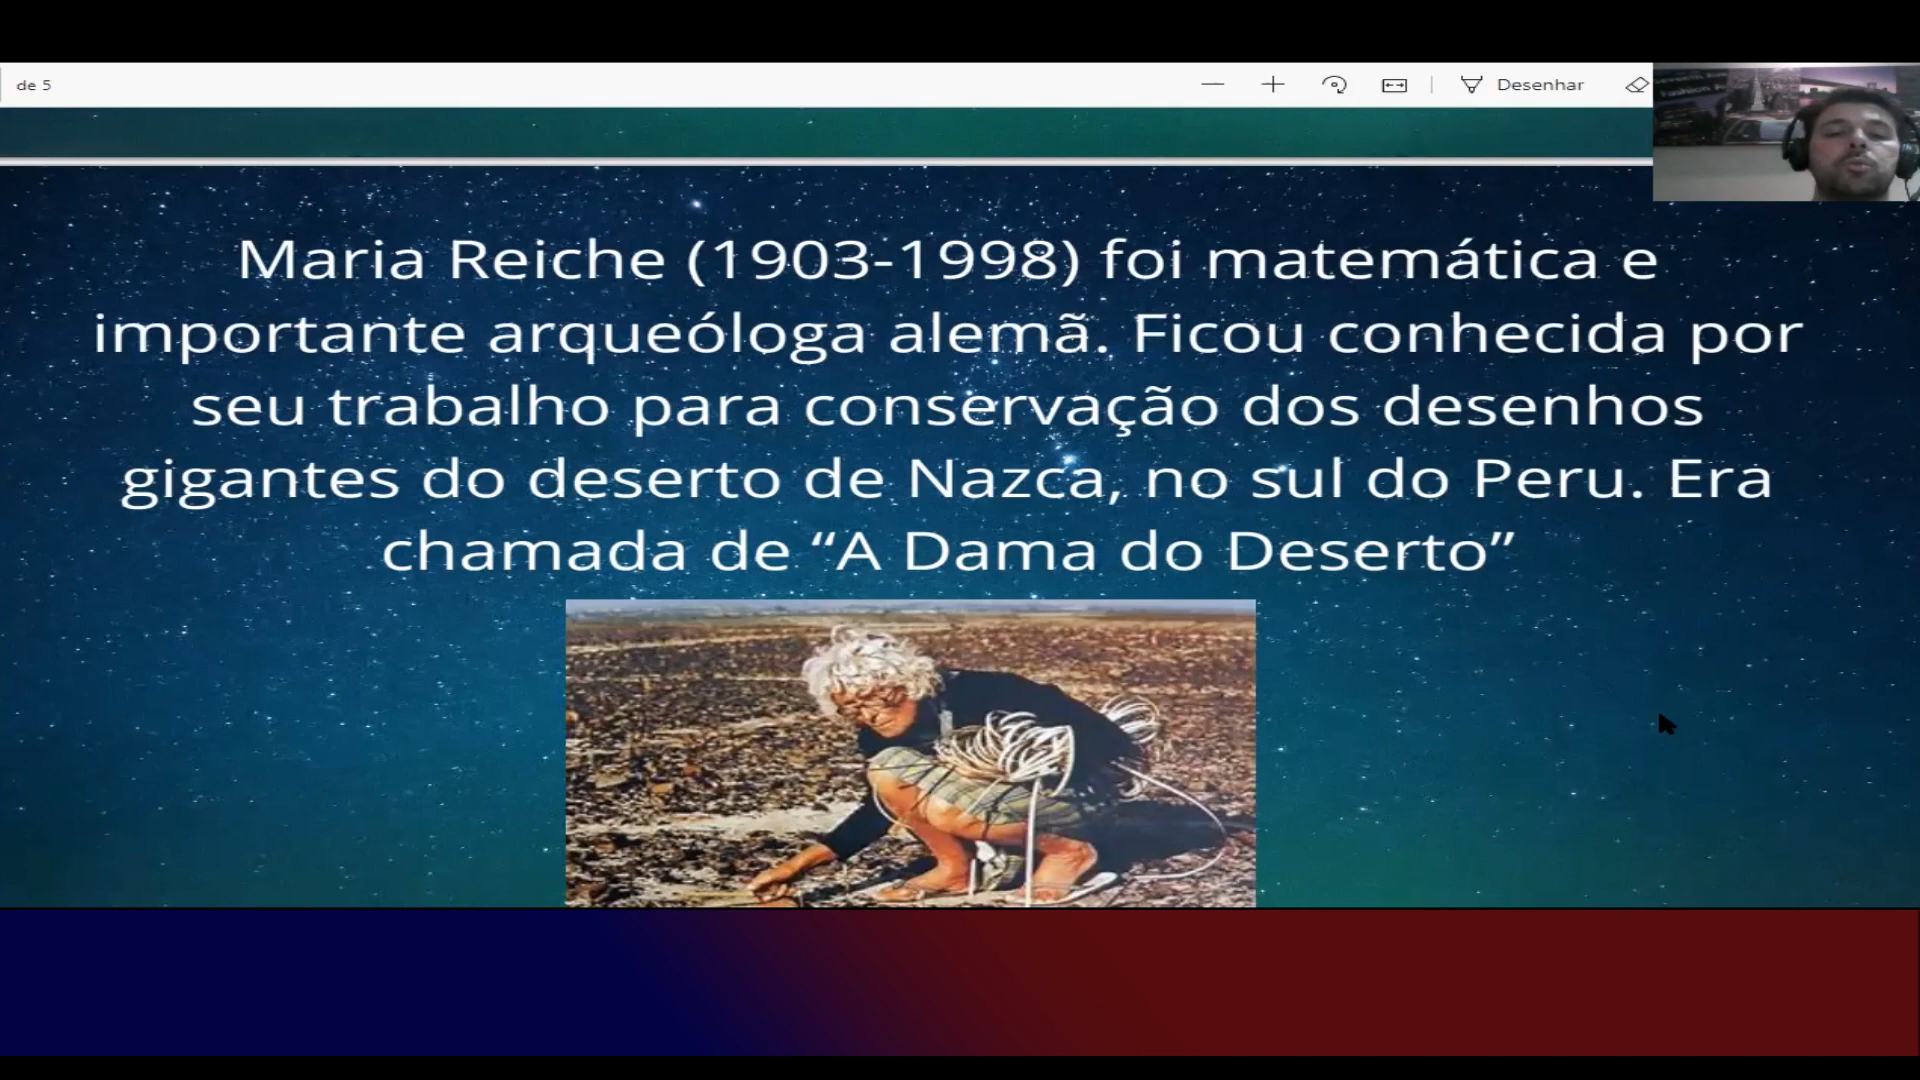 de 5
Desenhar
Maria Reiche (1903-1998) foi matemática e
importante arqueóloga alemã. Ficou conhecida por
seu trabalho para conservação dos desenhos
gigantes do deserto de Nazca, no sul do Peru. Era
chamada de “A Dama do Deserto”